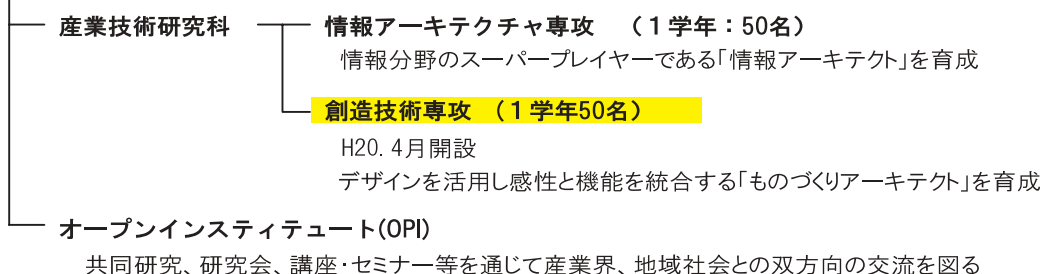 産業技術研究科 情報アーキテクチャ専攻 (1学年:50名)
情報分野のスーパープレイヤーである「情報アーキテクト」を育成
創造技術専攻 (1学年50名)
H20.4月開設
デザインを活用し感性と機能を統合する「ものづくりアーキテクト」を育成
オープンインスティテュート(OPI)
共同研究、研究会、講座・セミナー等を通じて産業界、地域社会との双方向の交流を図る